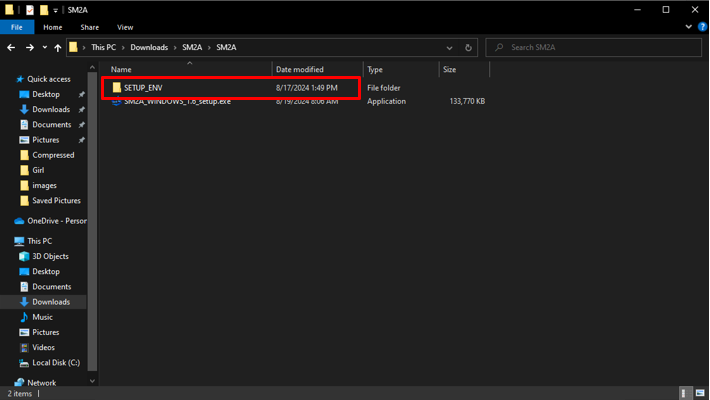 SM2A
File Home Share View
This PC > Downloads > SM2A > SM2A
Search SM2A
Name Date modified Type Size
SETUP_ENV 8/17/2024 1:49 PM File folder
SM2A_WINDOWS_1.6_setup.exe 8/19/2024 8:06 AM Application 133,770 KB
Quick access
Desktop
Downloads
Documents
Pictures
Compressed
Girl
images
Saved Pictures
OneDrive - Person
This PC
3D Objects
Desktop
Documents
Downloads
Music
Pictures
Videos
Local Disk (C:)
Network
2 items